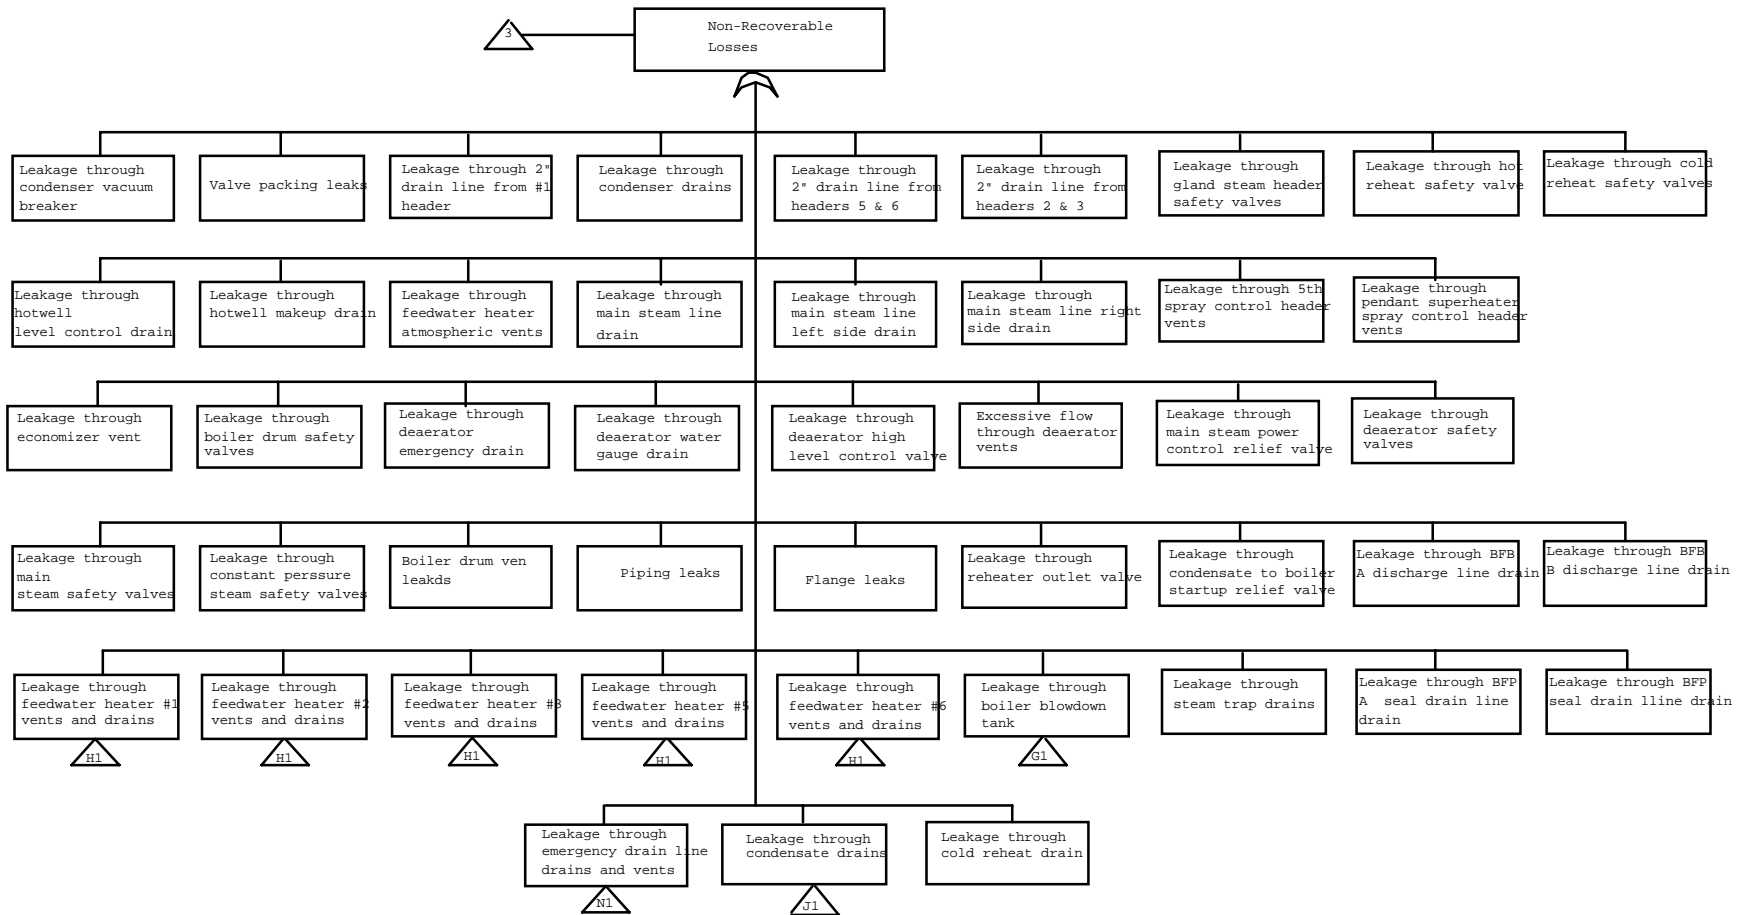 3
Non-Recoverable
Losses
Leakage through
condenser vacuum
breaker
Valve packing leaks
Leakage through 2"
drain line from #1
header
Leakage through
condenser drains
Leakage through
2" drain line from
headers 5 & 6
Leakage through
2" drain line from
headers 2 & 3
Leakage through
gland steam header
safety valves
Leakage through hot
reheat safety valve
Leakage through cold
reheat safety valves
Leakage through
hotwell
level control drain
Leakage through
hotwell makeup drain
Leakage through
feedwater heater
atmospheric vents
Leakage through
main steam line
drain
Leakage through
main steam line
left side drain
Leakage through
main steam line right
side drain
Leakage through 5th
spray control header
vents
Leakage through
pendant superheater
spray control header
vents
Leakage through
economizer vent
Leakage through
boiler drum safety
valves
Leakage through
deaerator
emergency drain
Leakage through
deaerator water
gauge drain
Leakage through
deaerator high
level control valve
Excessive flow
through deaerator
vents
Leakage through
main steam power
control relief valve
Leakage through
deaerator safety
valves
Leakage through
main
steam safety valves
Leakage through
constant perssure
steam safety valves
Boiler drum ven
leakds
Piping leaks
Flange leaks
Leakage through
reheater outlet valve
Leakage through
condensate to boiler
startup relief valve
Leakage through BFB
A discharge line drain
Leakage through BFB
B discharge line drain
Leakage through
feedwater heater #1
vents and drains
H1
Leakage through
feedwater heater #2
vents and drains
H1
Leakage through
feedwater heater #3
vents and drains
H1
Leakage through
feedwater heater #5
vents and drains
H1
Leakage through
feedwater heater #6
vents and drains
H1
Leakage through
boiler blowdown
tank
G1
Leakage through
steam trap drains
Leakage through BFP
A seal drain line
drain
Leakage through BFP
seal drain lline drain
Leakage through
emergency drain line
drains and vents
N1
Leakage through
condensate drains
J1
Leakage through
cold reheat drain